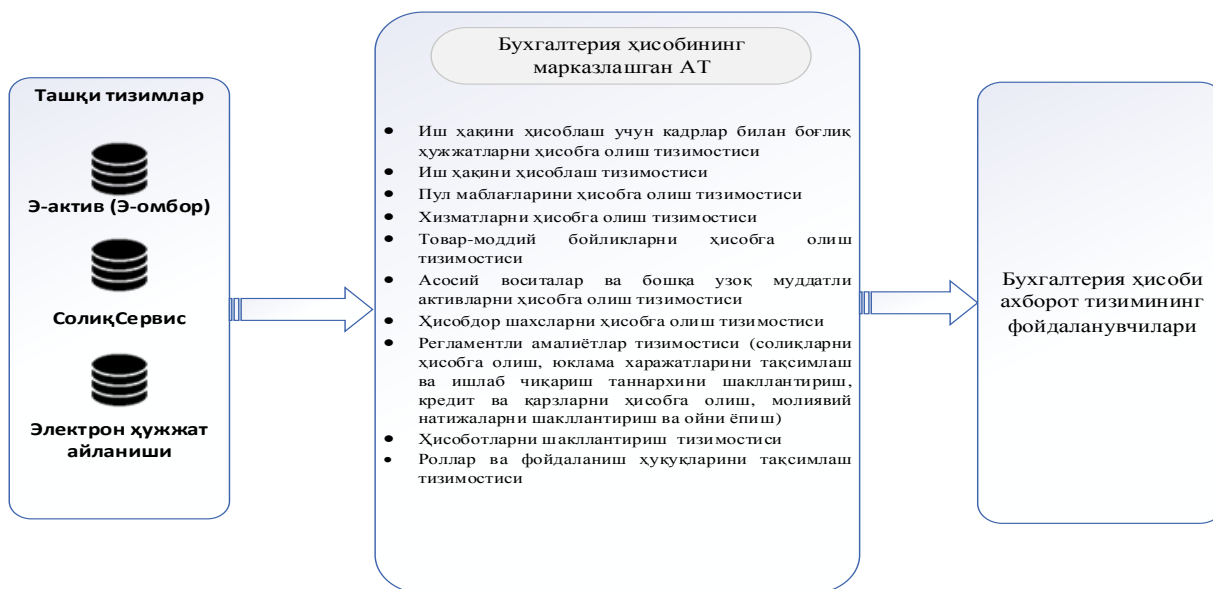 Ташқи тизимлар
Э-актив (Э-омбор)
СолиқСервис
Электрон ҳужжат
айланиши
Бухгалтерия ҳисобининг
марказлашган АТ
• Иш ҳақини ҳисоблаш учун кадрлар билан боғлиқ
ҳужжатларни ҳисобга олиш тизимостиси
• Иш ҳақини ҳисоблаш тизимостиси
• Пул маблағларини ҳисобга олиш тизимостиси
• Хизматларни ҳисобга олиш тизимостиси
• Товар-моддий бойликларни ҳисобга олиш
тизимостиси
• Асосий воситалар ва бошқа узоқ муддатли
активларни ҳисобга олиш тизимостиси
• Ҳисобдор шахсларни ҳисобга олиш тизимостиси
• Регламентли амалиётлар тизимостиси (солиқларни
ҳисобга олиш, юклама харажатларини тақсимлаш
ва ишлаб чиқариш таннархини шакллантириш,
кредит ва қарзларни ҳисобга олиш, молиявий
натижаларни шакллантириш ва ойни ёпиш)
• Ҳисоботларни шакллантириш тизимостиси
• Роллар ва фойдаланиш ҳуқуқларини тақсимлаш
тизимостиси
Бухгалтерия ҳисоби
ахборот тизимининг
фойдаланувчилари